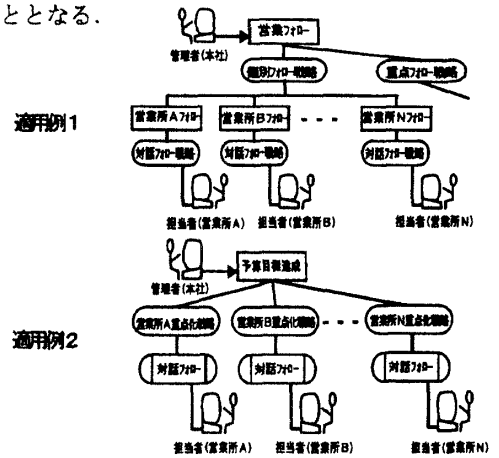 ととなる．
営業フォロー
管理者(本社)
個別フォロー戦略
重点フォロー戦略
適用例1
営業所Aフォロー
営業所Bフォロー
営業所Nフォロー
対話フォロー戦略
対話フォロー戦略
対話フォロー戦略
担当者(営業所A)
担当者(営業所B)
担当者(営業所N)
予算目標達成
管理者(本社)
営業所A重点化戦略
営業所B重点化戦略
営業所N重点化戦略
適用例2
対話フォロー
対話フォロー
対話フォロー
担当者(営業所A)
担当者(営業所B)
担当者(営業所N)